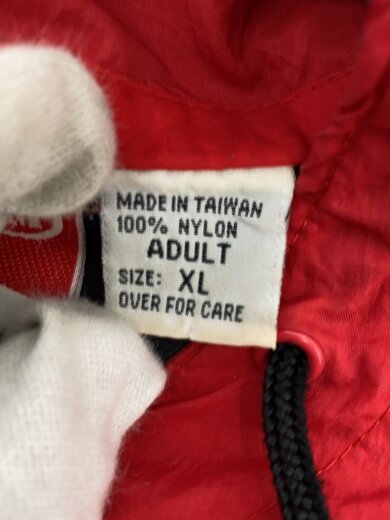 MADE IN TAIWAN
100% NYLON
ADULT
SIZE: XL
OVER FOR CARE